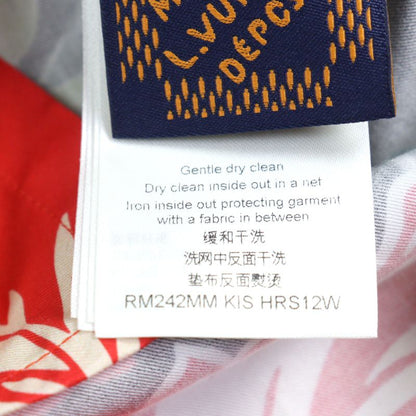 L.VUI
DÉPOS
Gentle dry clean
Dry clean inside out in a net
Iron inside out protecting garment
with a fabric in between
缓和干洗
洗网中反面干洗
垫布反面熨烫
RM242MM KIS HRS12W